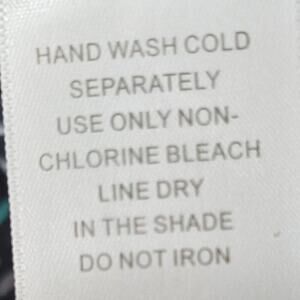 HAND WASH COLD
SEPARATELY
USE ONLY NON-
CHLORINE BLEACH
LINE DRY
IN THE SHADE
DO NOT IRON